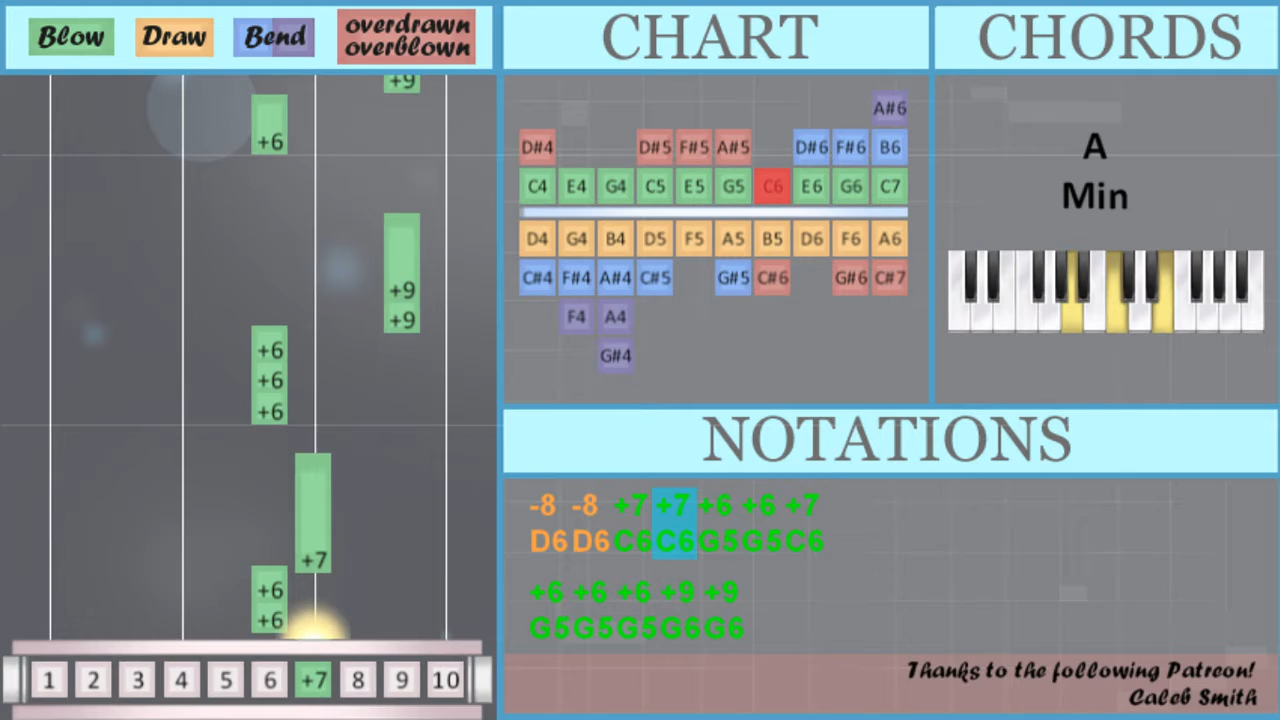 Blow Draw Bend overdrawn
overblown
CHART
CHORDS
+9
+6
+9
+9
+6
+6
+6
+7
+6
+6
1 2 3 4 5 6 +7 8 9 10
A#6
D#4 D#5 F#5 A#5 D#6 F#6 B6
C4 E4 G4 C5 E5 G5 C6 E6 G6 C7
D4 G4 B4 D5 F5 A5 B5 D6 F6 A6
C#4 F#4 A#4 C#5 G#5 C#6 G#6 C#7
F4 A4
G#4
A
Min
NOTATIONS
-8 -8 +7 +7 +6 +6 +7
D6 D6 C6 C6 G5 G5 C6
+6 +6 +6 +9 +9
G5 G5 G5 G6 G6
Thanks to the following Patreon!
Caleb Smith